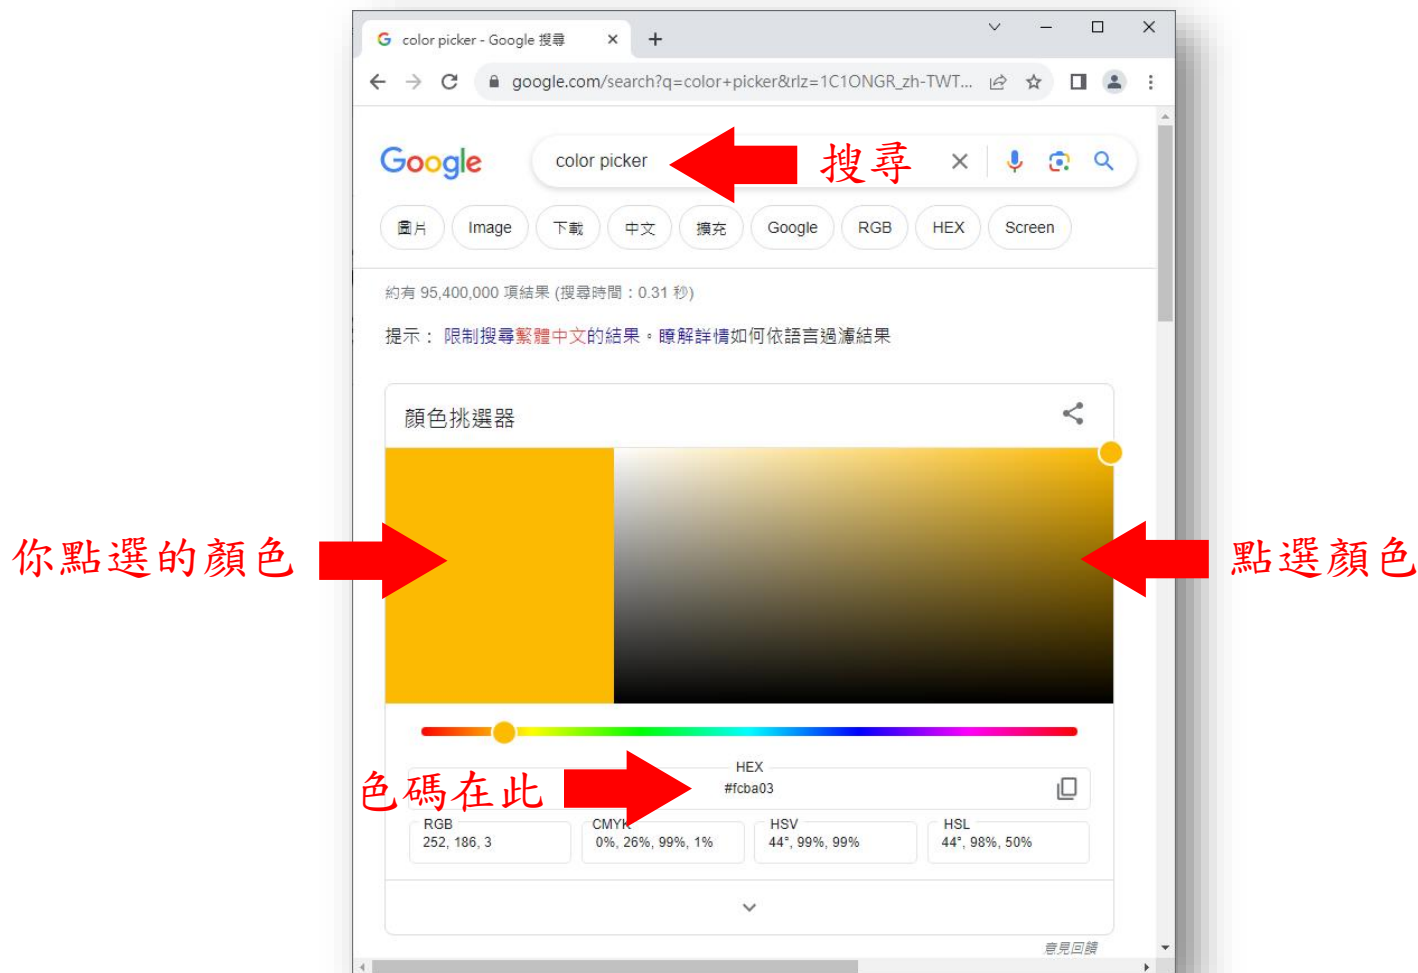 color picker - Google 搜尋
google.com/search?q=color+picker&rlz=1C1ONGR_zh-TWT...
Google
color picker
搜尋
圖片 Image 下載 中文 擴充 Google RGB HEX Screen
約有 95,400,000 項結果 (搜尋時間：0.31 秒)
提示： 限制搜尋繁體中文的結果。瞭解詳情如何依語言過濾結果
顏色挑選器
你點選的顏色
點選顏色
色碼在此
HEX
#fcba03
RGB
252, 186, 3
CMYK
0%, 26%, 99%, 1%
HSV
44°, 99%, 99%
HSL
44°, 98%, 50%
意見回饋